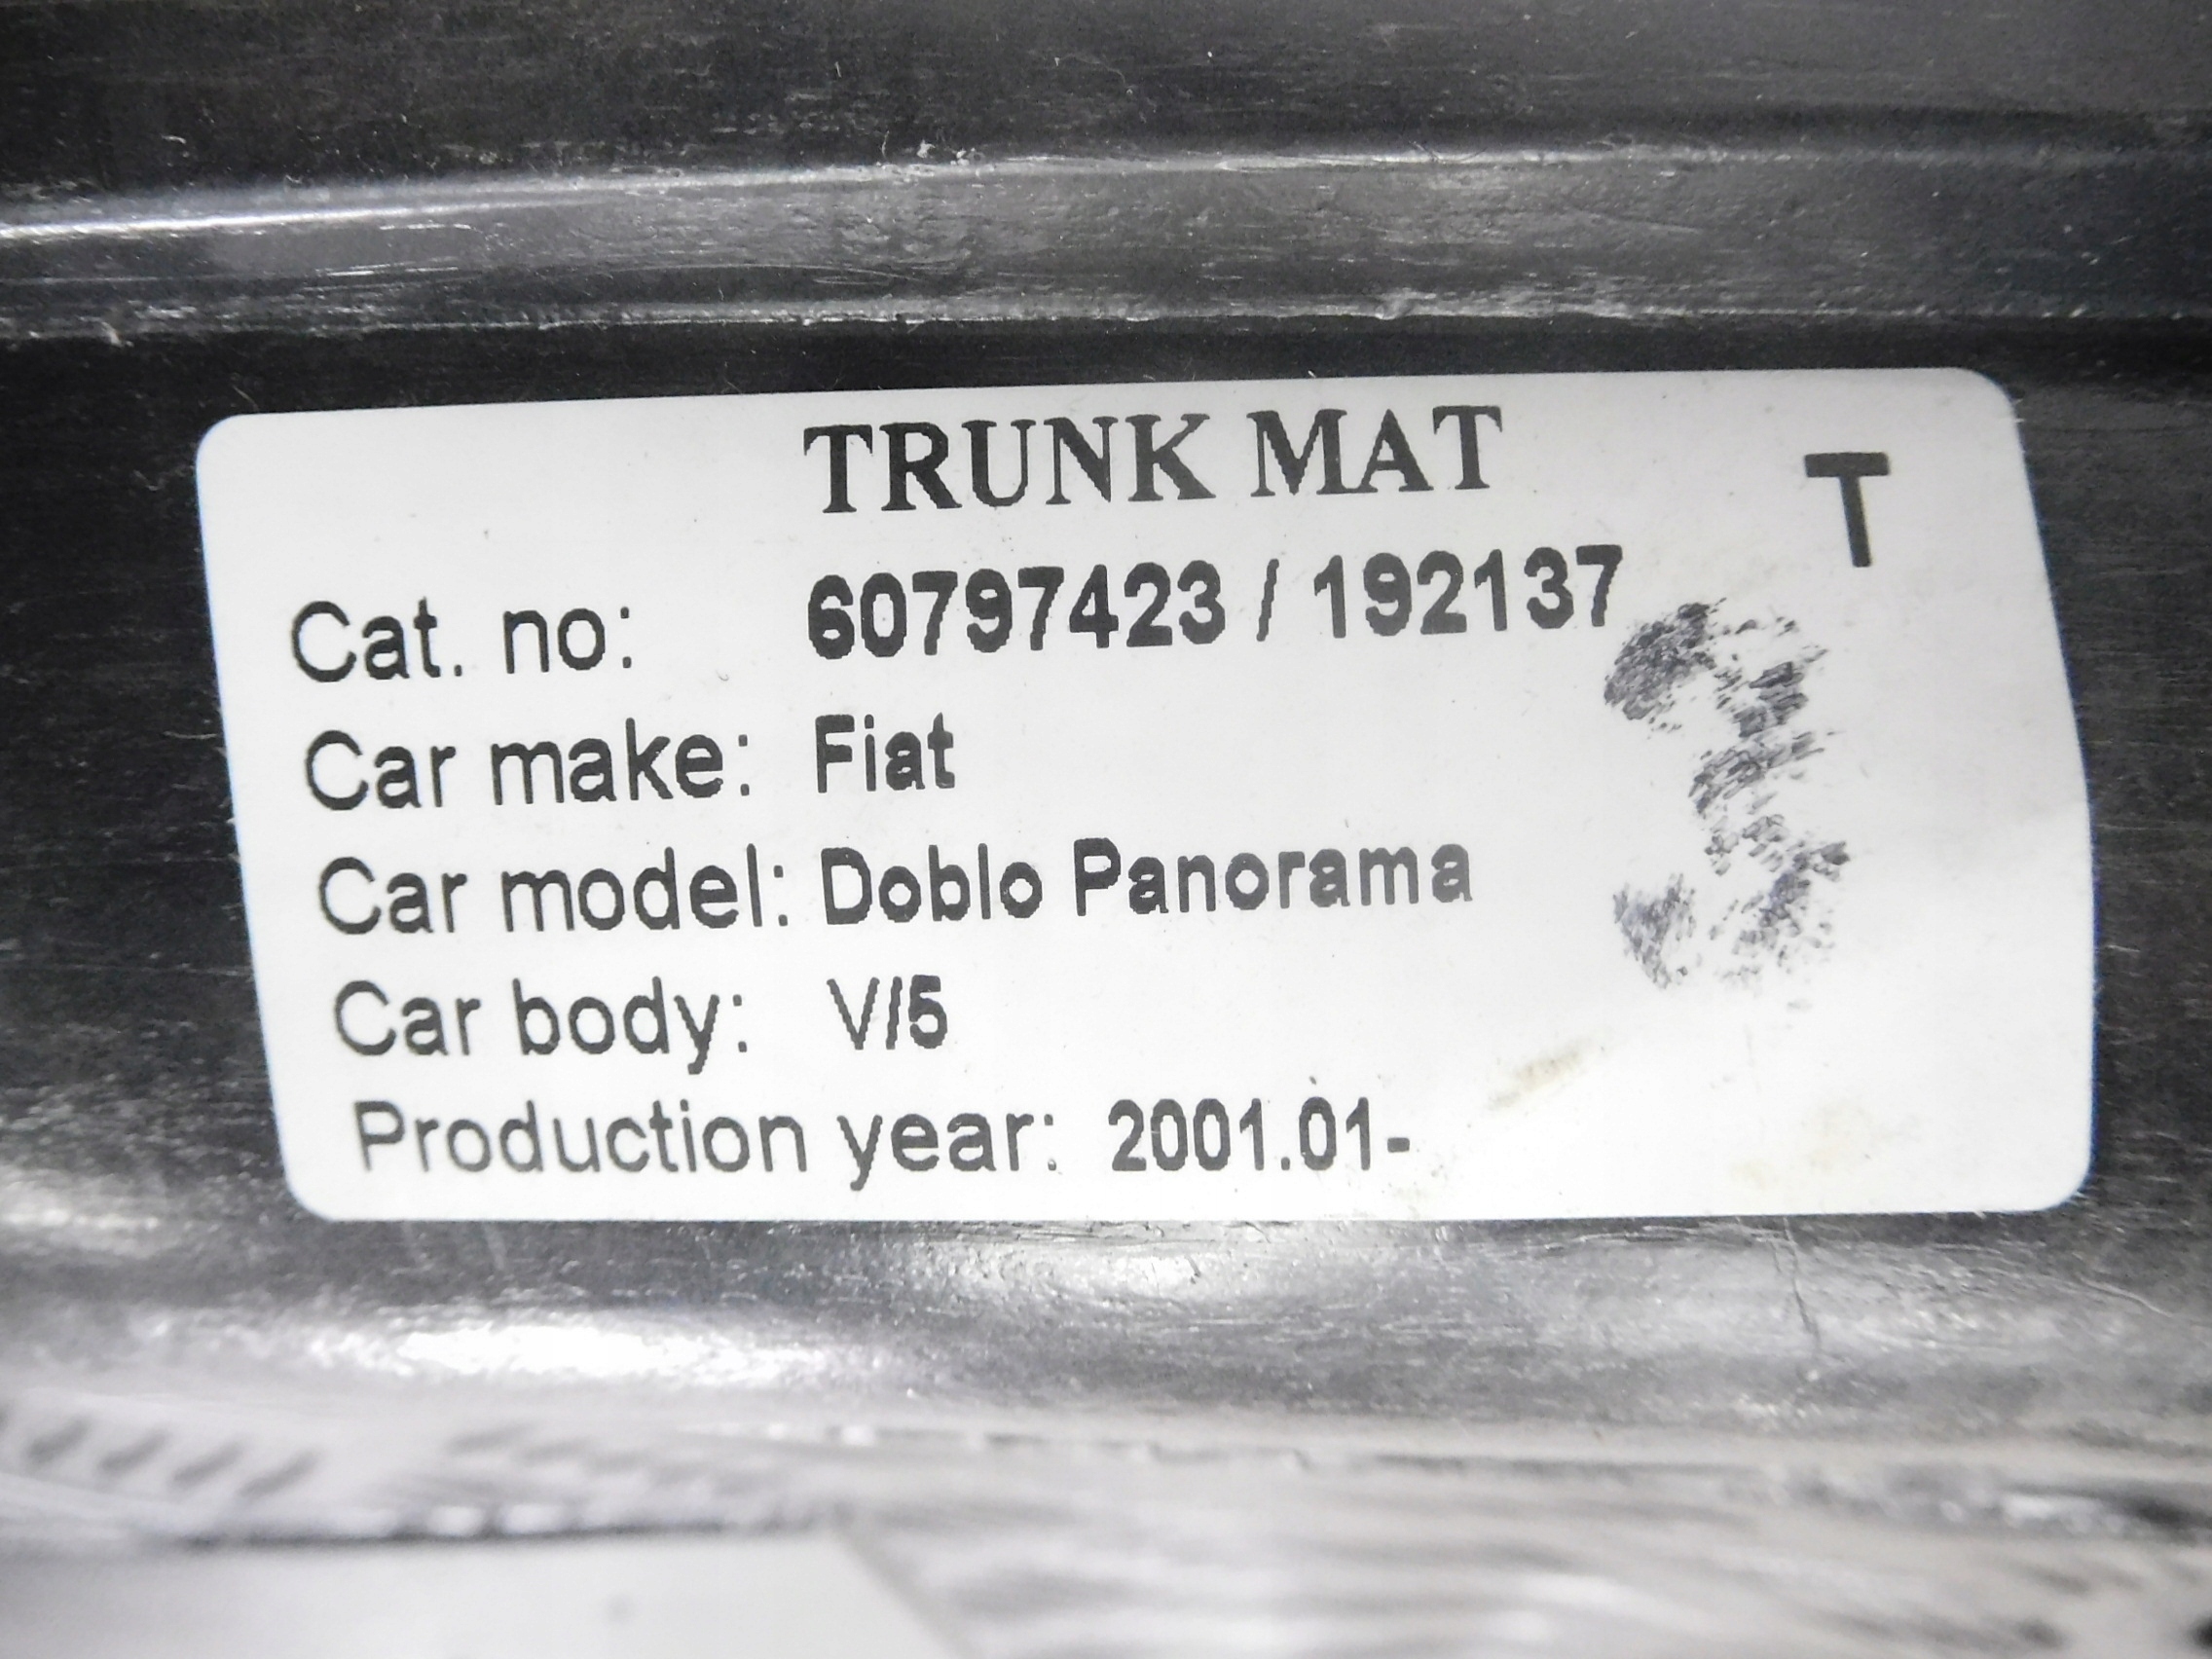 TRUNK MAT
T
Cat. no: 60797423 / 192137
Car make: Fiat
Car model: Doblo Panorama
Car body: V/5
Production year: 2001.01-